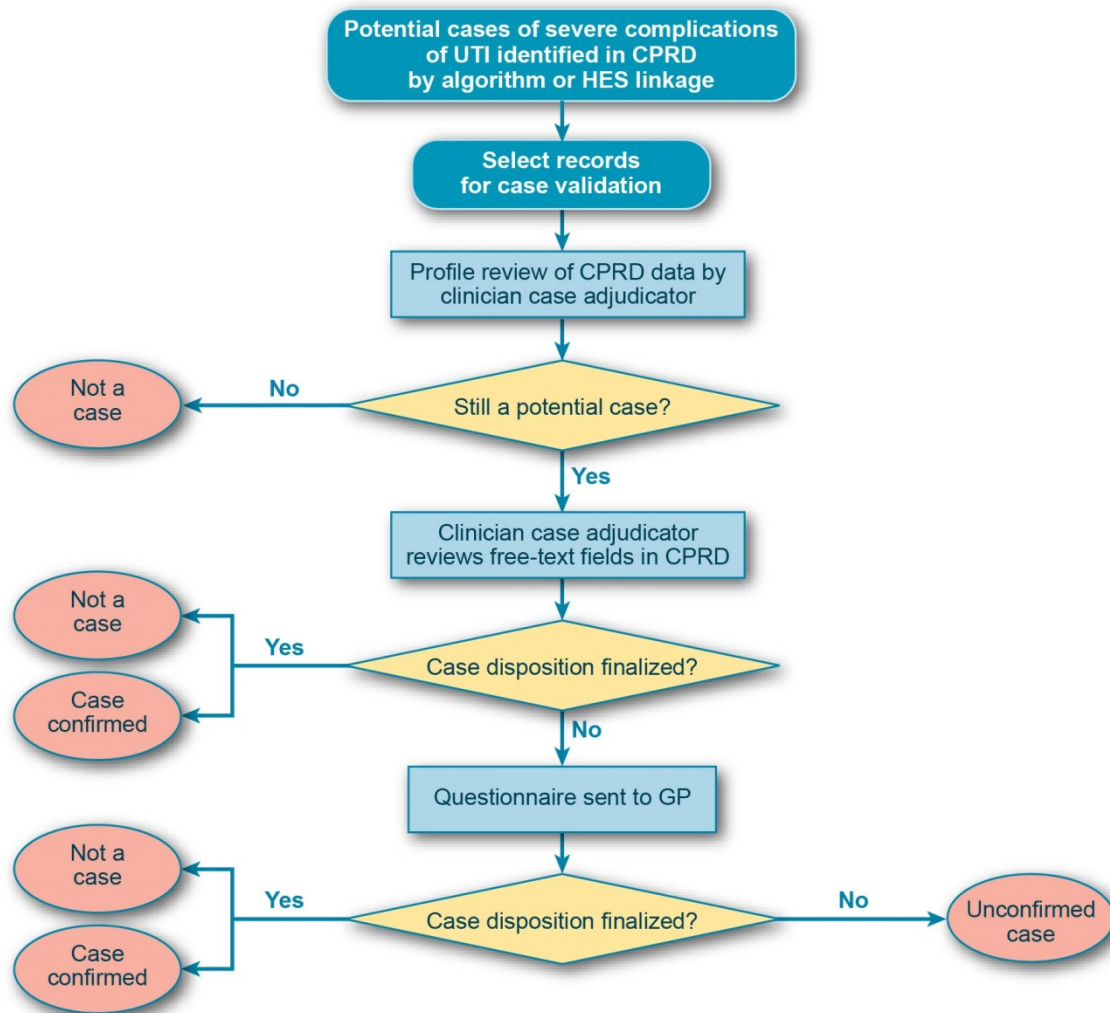 Potential cases of severe complications
of UTI identified in CPRD
by algorithm or HES linkage
Select records
for case validation
Profile review of CPRD data by
clinician case adjudicator
Not a
case
No
Still a potential case?
Yes
Clinician case adjudicator
reviews free-text fields in CPRD
Not a
case
Yes
Case disposition finalized?
Case
confirmed
No
Questionnaire sent to GP
Not a
case
Yes
Case disposition finalized?
No
Unconfirmed
case
Case
confirmed